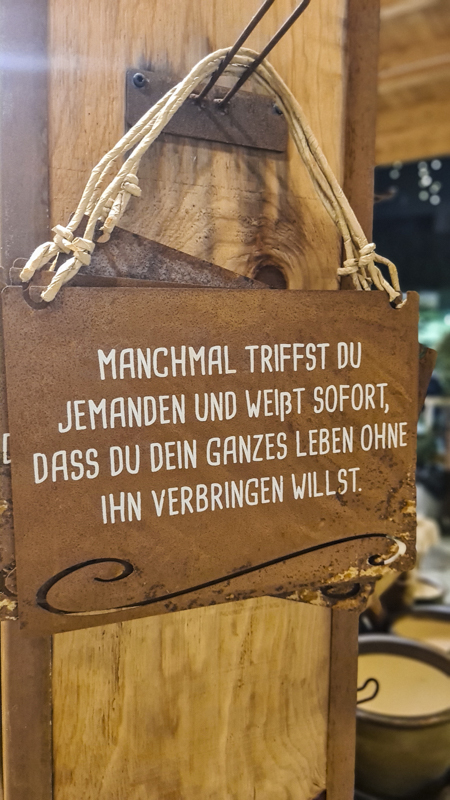 MANCHMAL TRIFFST DU
JEMANDEN UND WEIßT SOFORT,
DASS DU DEIN GANZES LEBEN OHNE
IHN VERBRINGEN WILLST.